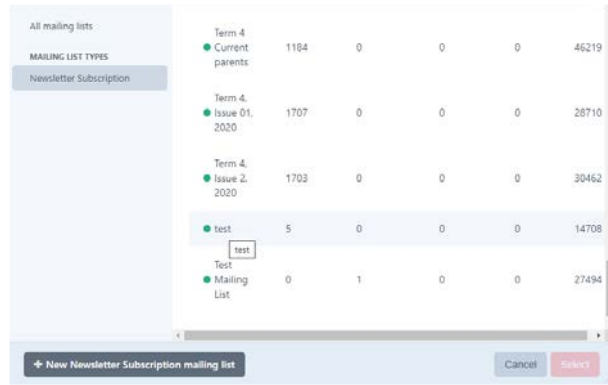 All mailing lists
MAILING LIST TYPES
Newsletter Subscription
Term 4
Current
parents
1184 0 0 0 46219
Term 4,
Issue 01,
2020
1707 0 0 0 28710
Term 4,
Issue 2,
2020
1703 0 0 0 30462
test 5 0 0 0 14708
test
Test
Mailing
List
0 1 0 0 27494
+ New Newsletter Subscription mailing list
Cancel
Select